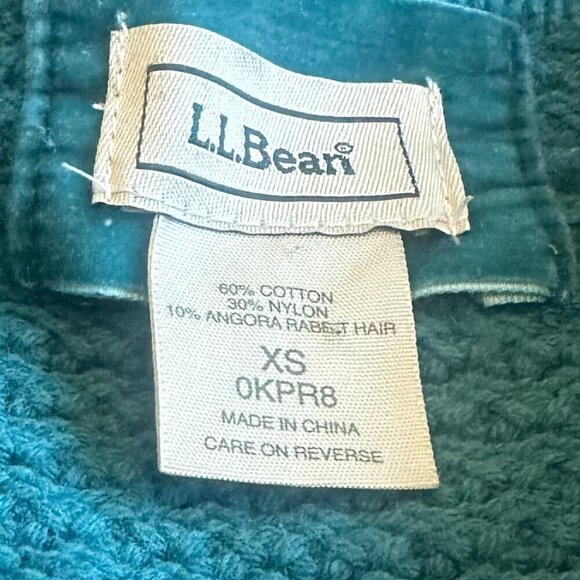 L.L.Bean®
60% COTTON
30% NYLON
10% ANGORA RABBIT HAIR
XS
0KPR8
MADE IN CHINA
CARE ON REVERSE